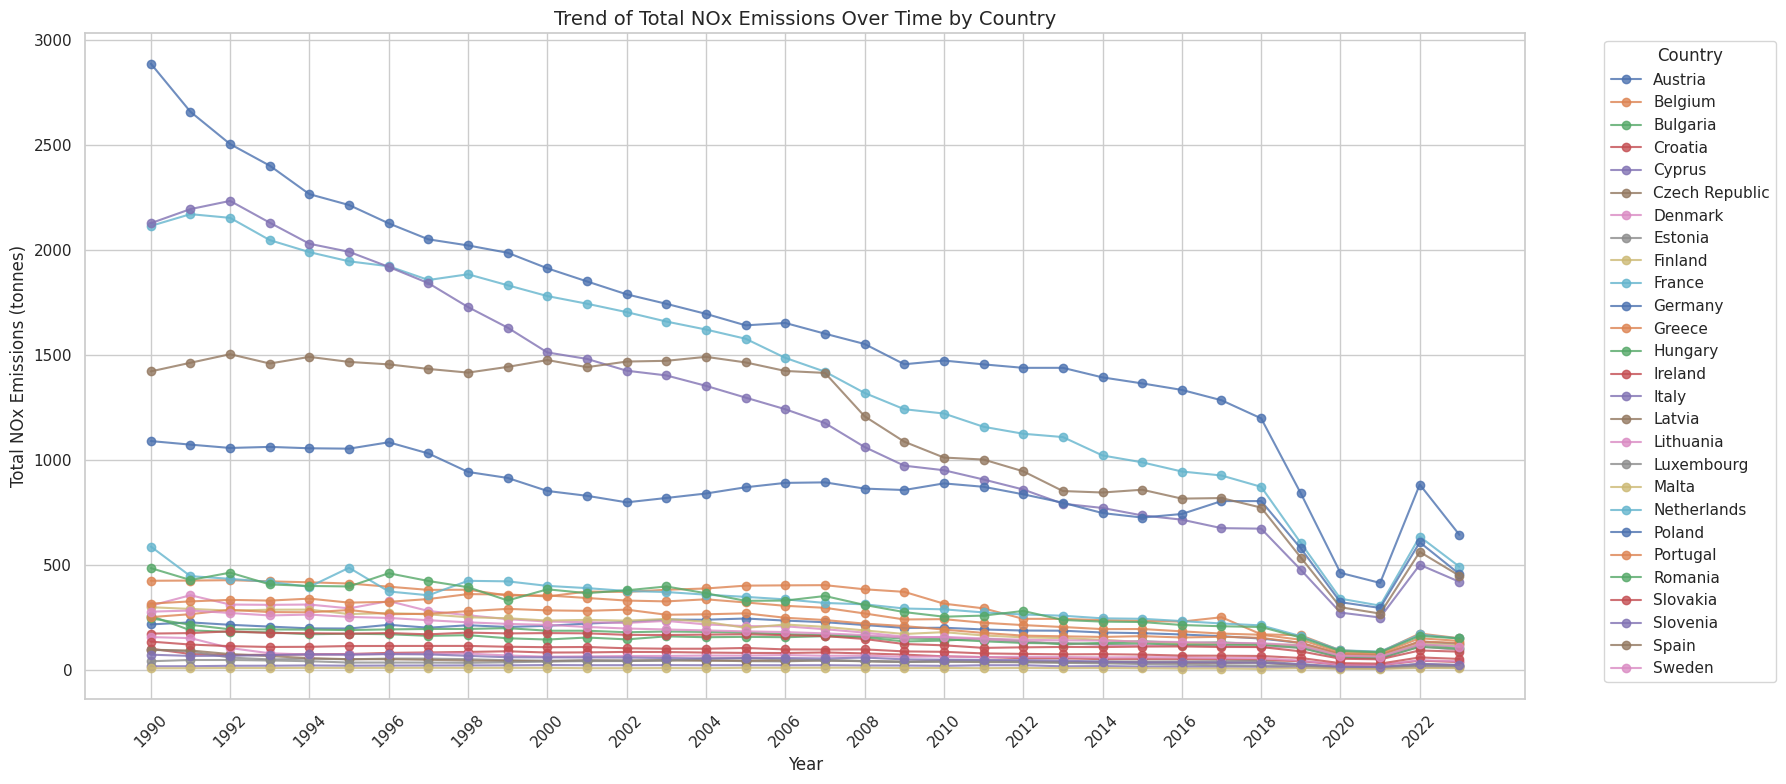 Trend of Total NOx Emissions Over Time by Country
Total NOx Emissions (tonnes)
3000
2500
2000
1500
1000
500
0
1990
1992
1994
1996
1998
2000
2002
2004
2006
2008
2010
2012
2014
2016
2018
2020
2022
Year
Country
Austria
Belgium
Bulgaria
Croatia
Cyprus
Czech Republic
Denmark
Estonia
Finland
France
Germany
Greece
Hungary
Ireland
Italy
Latvia
Lithuania
Luxembourg
Malta
Netherlands
Poland
Portugal
Romania
Slovakia
Slovenia
Spain
Sweden